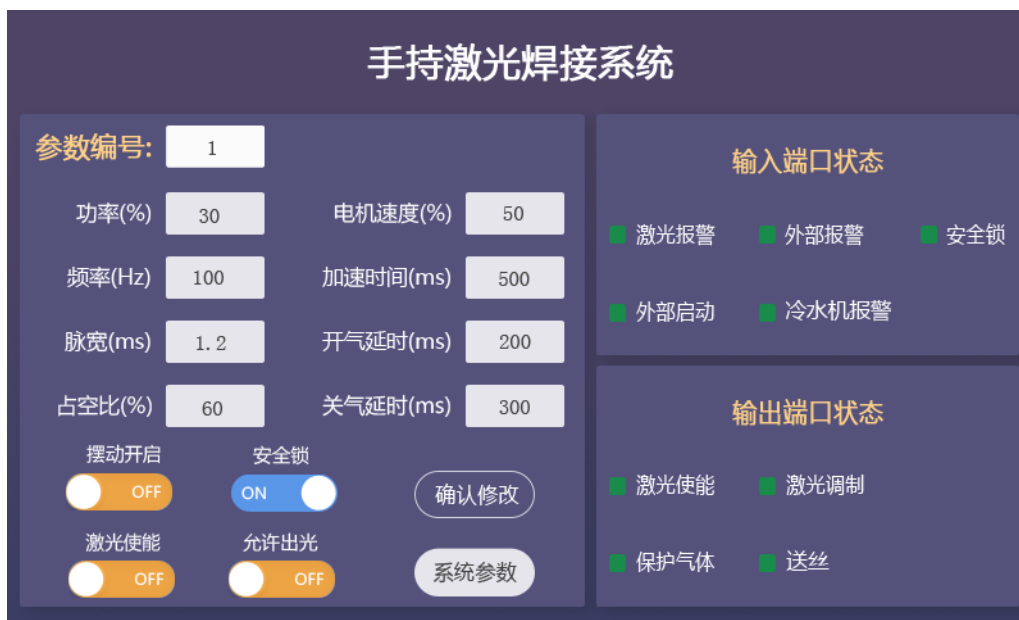 手持激光焊接系统
参数编号: 1
功率(%) 30 电机速度(%) 50
频率(Hz) 100 加速时间(ms) 500
脉宽(ms) 1.2 开气延时(ms) 200
占空比(%) 60 关气延时(ms) 300
摆动开启 安全锁
OFF ON 确认修改
激光使能 允许出光
OFF OFF 系统参数
输入端口状态
激光报警 外部报警 安全锁
外部启动 冷水机报警
输出端口状态
激光使能 激光调制
保护气体 送丝